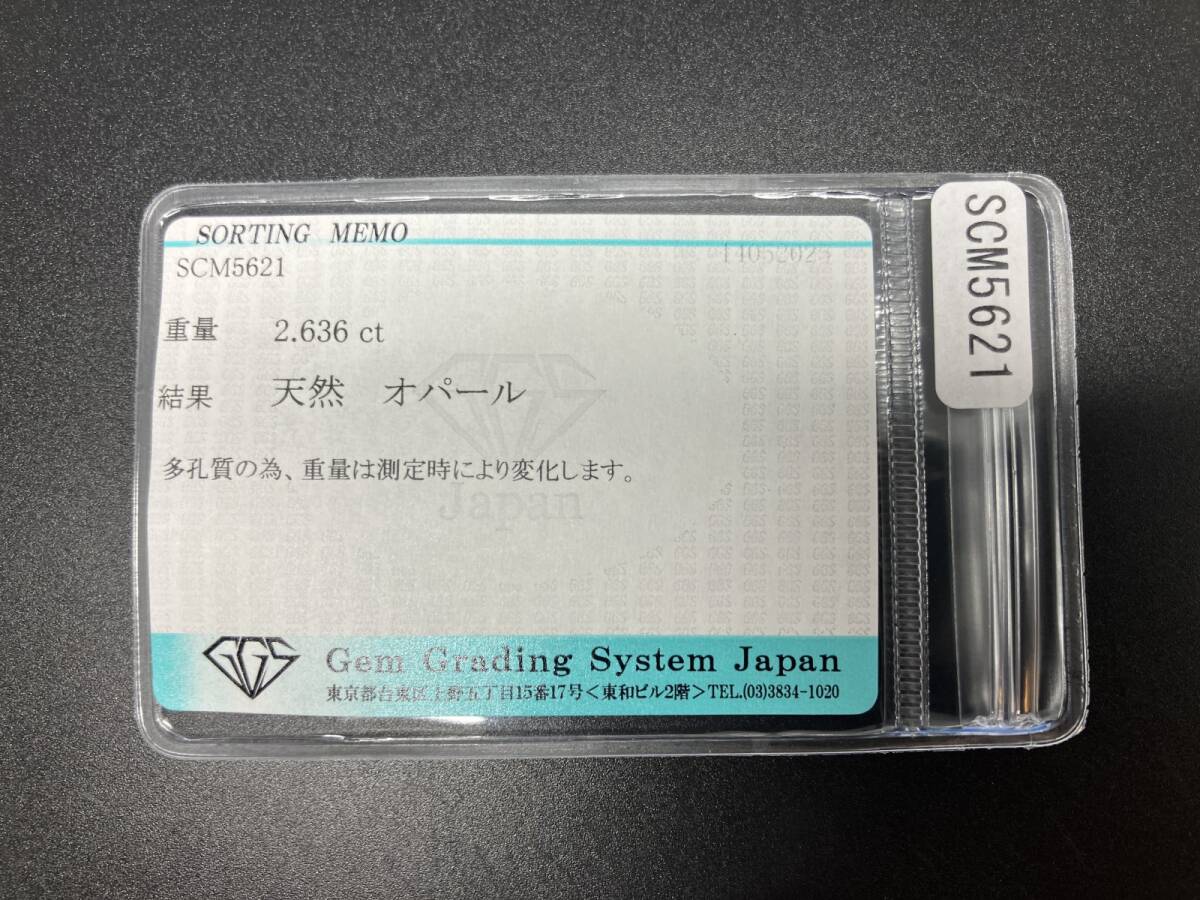 SORTING MEMO
SCM5621
重量 2.636 ct
結果 天然 オパール
多孔質の為、重量は測定時により変化します。
Japan
GGS
Gem Grading System Japan
東京都台東区上野五丁目15番17号<東和ビル2階>TEL.(03)3834-1020
SCM5621